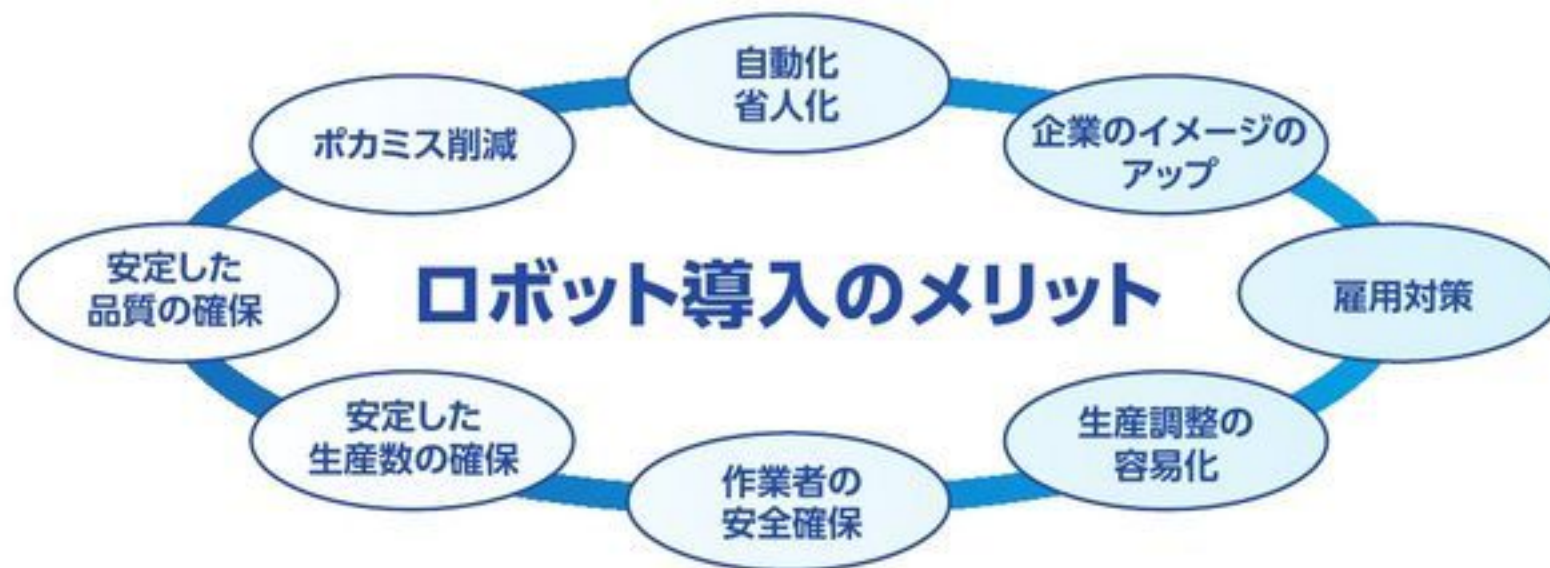 自動化
省人化
ポカミス削減
企業のイメージの
アップ
安定した
品質の確保
ロボット導入のメリット
雇用対策
安定した
生産数の確保
生産調整の
容易化
作業者の
安全確保